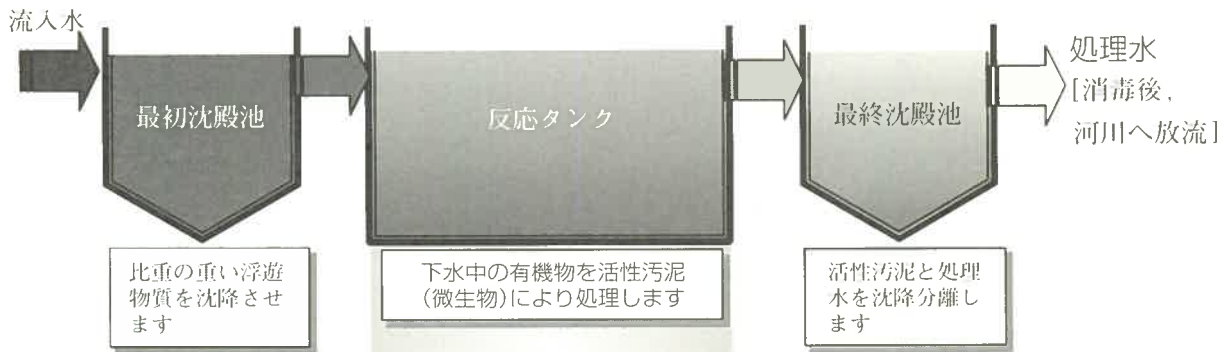 流入水
最初沈殿池
反応タンク
最終沈殿池
処理水
[消毒後,
河川へ放流]
比重の重い浮遊
物質を沈降させ
ます
下水中の有機物を活性汚泥
(微生物)により処理します
活性汚泥と処理
水を沈降分離し
ます